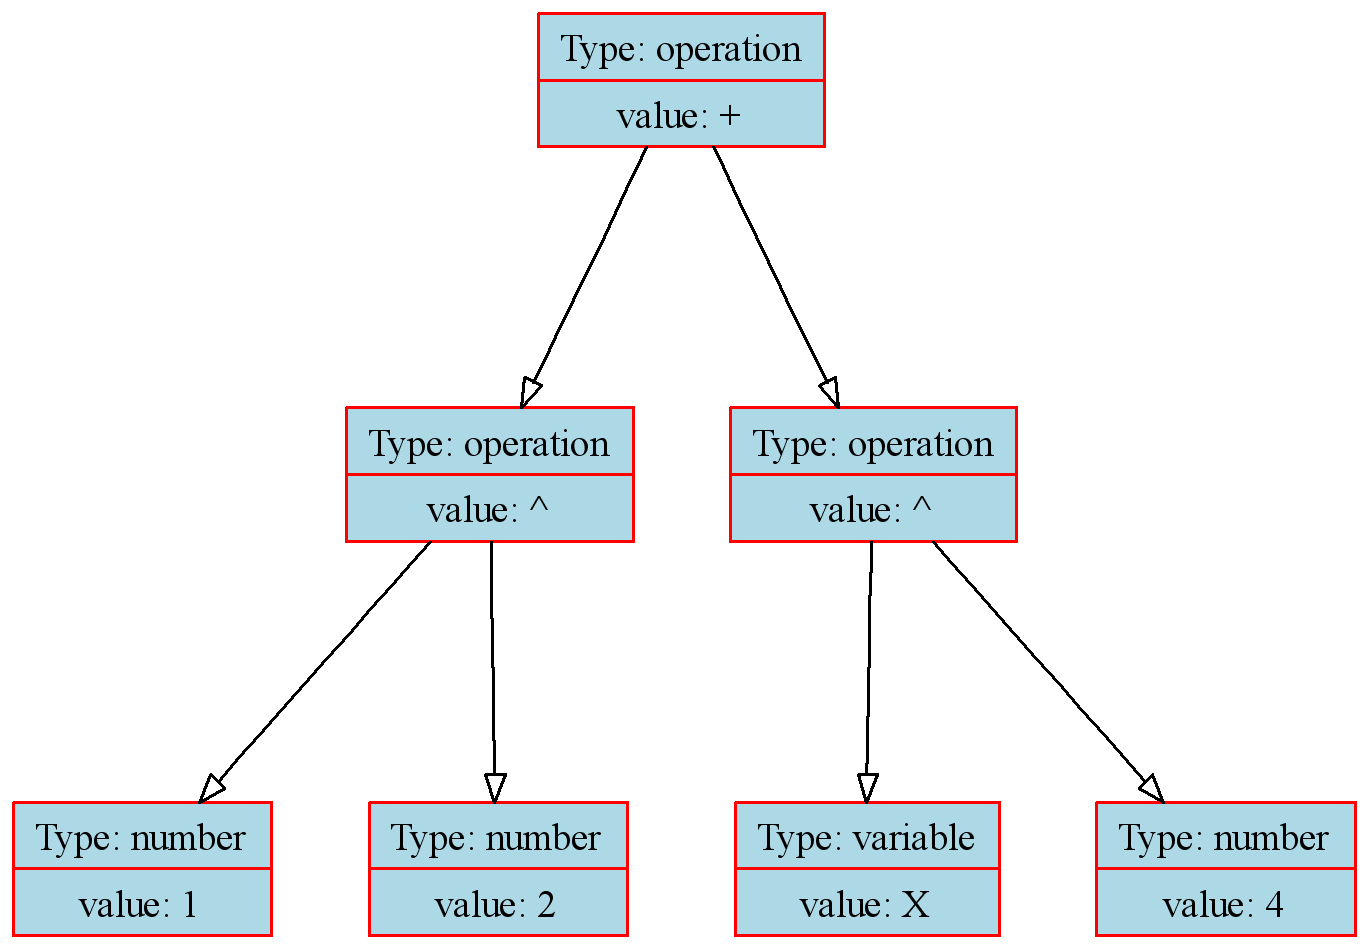 Type: operation
value: +
Type: operation
value: ^
Type: operation
value: ^
Type: number
value: 1
Type: number
value: 2
Type: variable
value: X
Type: number
value: 4